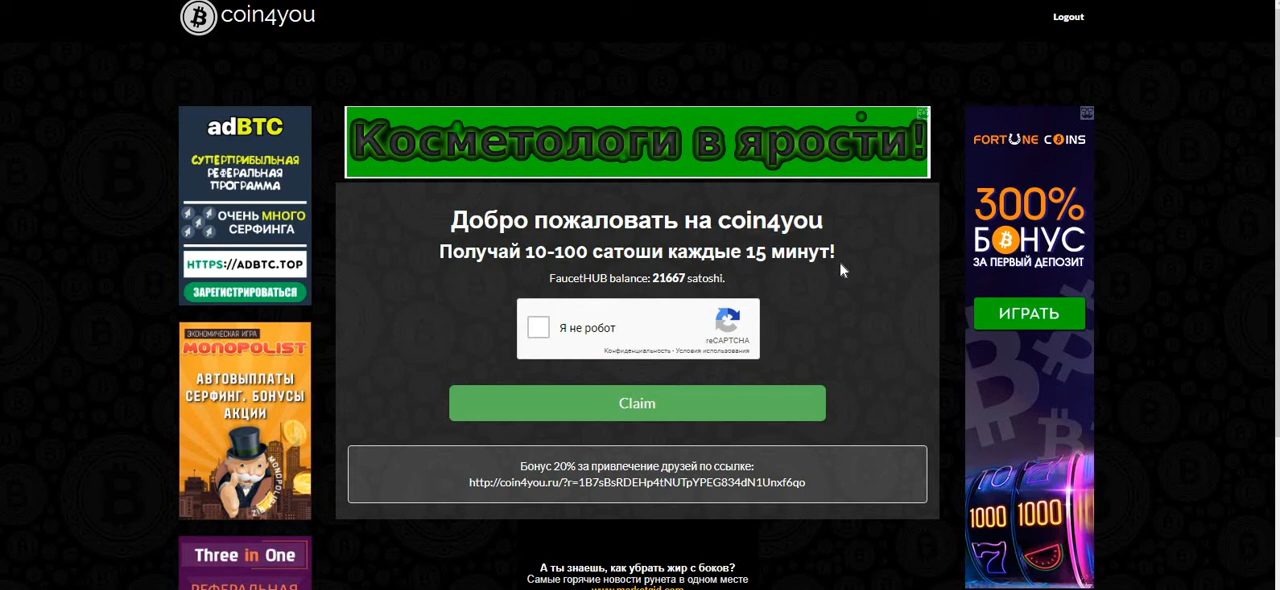 coin4you
Logout
adBTC
СУПЕРПРИБЫЛЬНАЯ
РЕФЕРАЛЬНАЯ
ПРОГРАММА
ОЧЕНЬ МНОГО
СЕРФИНГА
HTTPS://ADBTC.TOP
ЗАРЕГИСТРИРОВАТЬСЯ
ЭКОНОМИЧЕСКАЯ ИГРА
MONOPOLIST
АВТОВЫПЛАТЫ
СЕРФИНГ, БОНУСЫ
АКЦИИ
Three in One
РЕФЕРАЛЬНАЯ
Косметологи в ярости!
Добро пожаловать на coin4you
Получай 10-100 сатоши каждые 15 минут!
FaucetHUB balance: 21667 satoshi.
Я не робот
reCAPTCHA
Конфиденциальность - Условия использования
Claim
Бонус 20% за привлечение друзей по ссылке:
http://coin4you.ru/?r=1B7sBsRDEHp4tNUTpYPEG834dN1Unxf6qo
А ты знаешь, как убрать жир с боков?
Самые горячие новости рунета в одном месте
www.marketgid.com
FORTUNE COINS
300%
БОНУС
ЗА ПЕРВЫЙ ДЕПОЗИТ
ИГРАТЬ
1000 1000